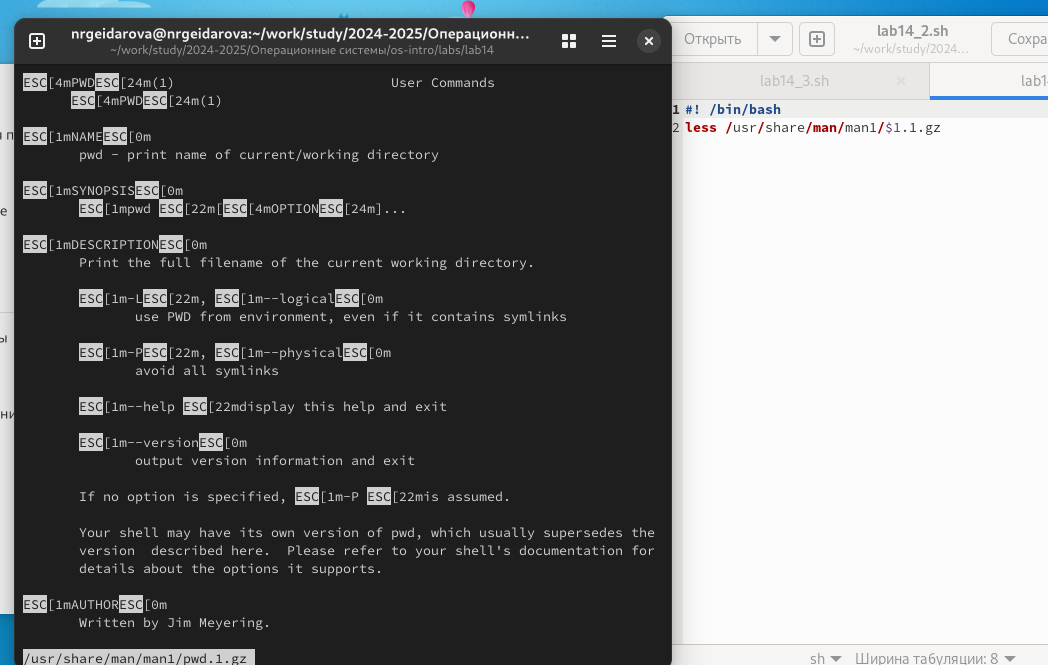 nrgeidarova@nrgeidarova:~/work/study/2024-2025/Операционн...
~/work/study/2024-2025/Операционные системы/os-intro/labs/lab14
ESC[4mPWDESC[24m(1) User Commands
ESC[4mPWDESC[24m(1)
ESC[1mNAMEESC[0m
pwd - print name of current/working directory
ESC[1mSYNOPSISESC[0m
ESC[1mpwd ESC[22m[ESC[4mOPTIONESC[24m]...
ESC[1mDESCRIPTIONESC[0m
Print the full filename of the current working directory.
ESC[1m-LESC[22m, ESC[1m--logicalESC[0m
use PWD from environment, even if it contains symlinks
ESC[1m-PESC[22m, ESC[1m--physicalESC[0m
avoid all symlinks
ESC[1m--help ESC[22mdisplay this help and exit
ESC[1m--versionESC[0m
output version information and exit
If no option is specified, ESC[1m-P ESC[22mis assumed.
Your shell may have its own version of pwd, which usually supersedes the
version  described here.  Please refer to your shell's documentation for
details about the options it supports.
ESC[1mAUTHORESC[0m
Written by Jim Meyering.
/usr/share/man/man1/pwd.1.gz
Открыть
lab14_2.sh
~/work/study/2024...
Сохра
lab14_3.sh
lab1
1 #! /bin/bash
2 less /usr/share/man/man1/$1.1.gz
sh
Ширина табуляции: 8